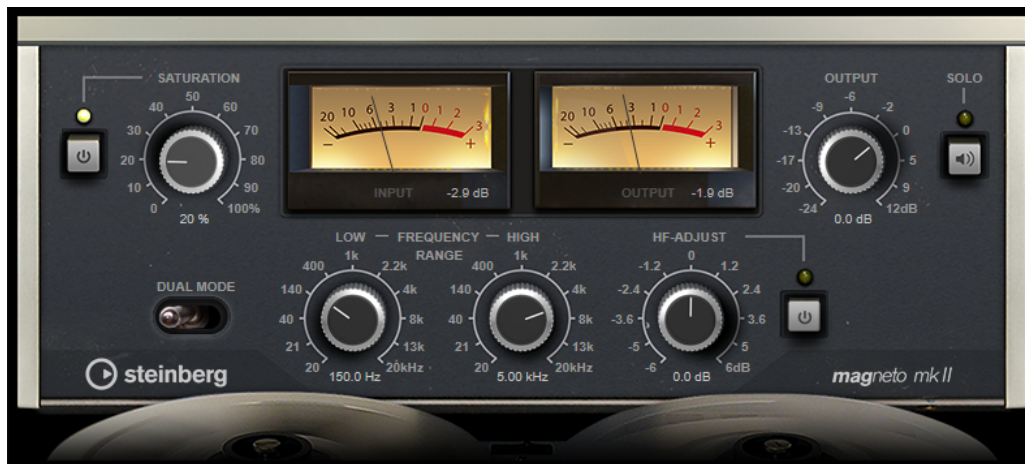 SATURATION
0 10 20 30 40 50 60 70 80 90 100%
20 %
20 10 6 3 1 0 1 2 3
- +
INPUT -2.9 dB
20 10 6 3 1 0 1 2 3
- +
OUTPUT -1.9 dB
OUTPUT
-24 -20 -17 -13 -9 -6 -2 0 5 9 12dB
0.0 dB
SOLO
LOW — FREQUENCY — HIGH
RANGE
20 21 40 140 400 1k 2.2k 4k 8k 13k 20kHz
150.0 Hz
20 21 40 140 400 1k 2.2k 4k 8k 13k 20kHz
5.00 kHz
HF-ADJUST
-6 -5 -3.6 -2.4 -1.2 0 1.2 2.4 3.6 5 6dB
0.0 dB
DUAL MODE
steinberg
magneto mkII